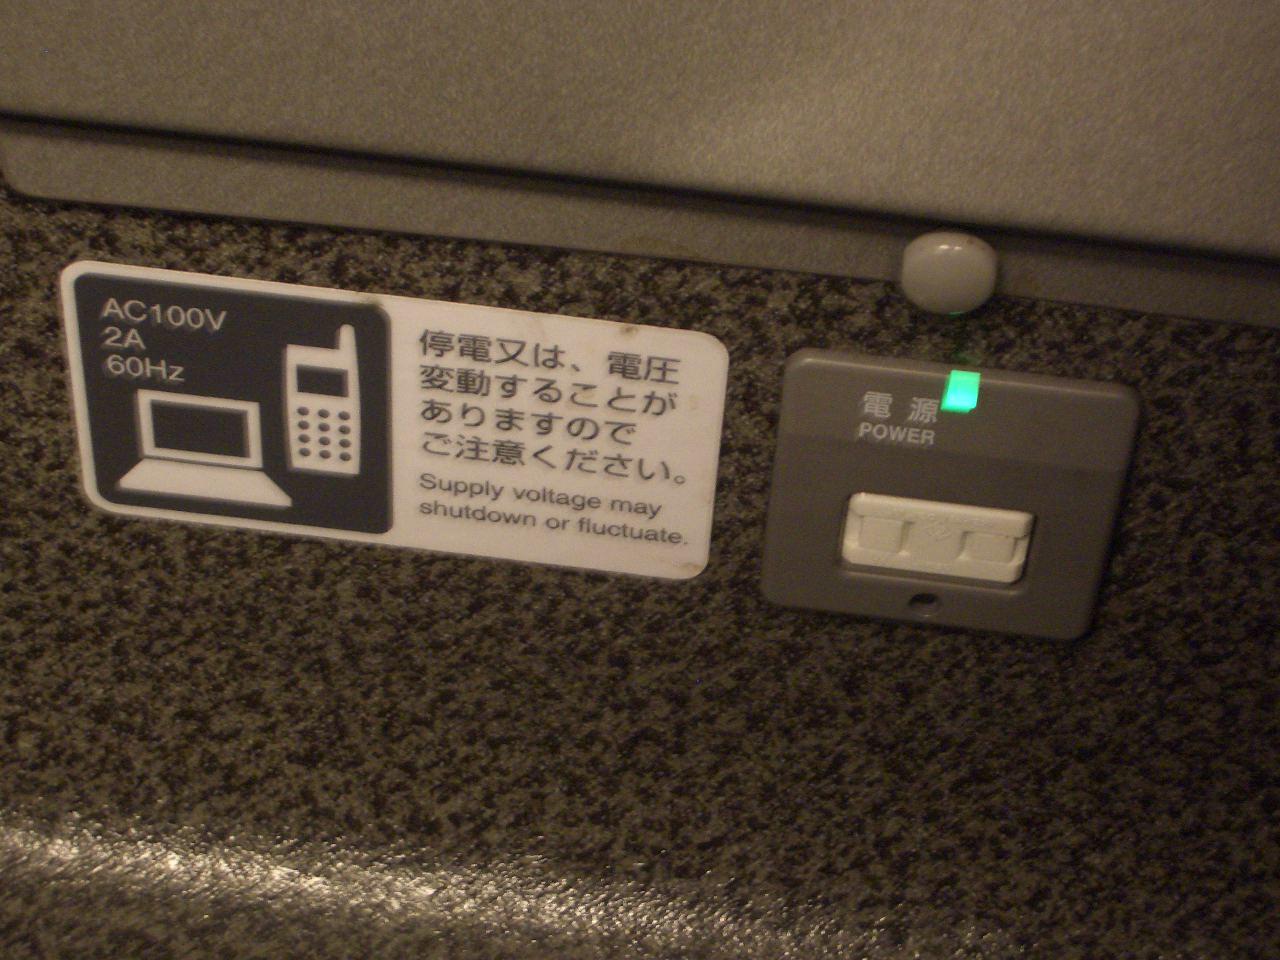 AC100V
2A
60Hz
停電又は、電圧
変動することが
ありますので
ご注意ください。
Supply voltage may
shutdown or fluctuate.
電源
POWER